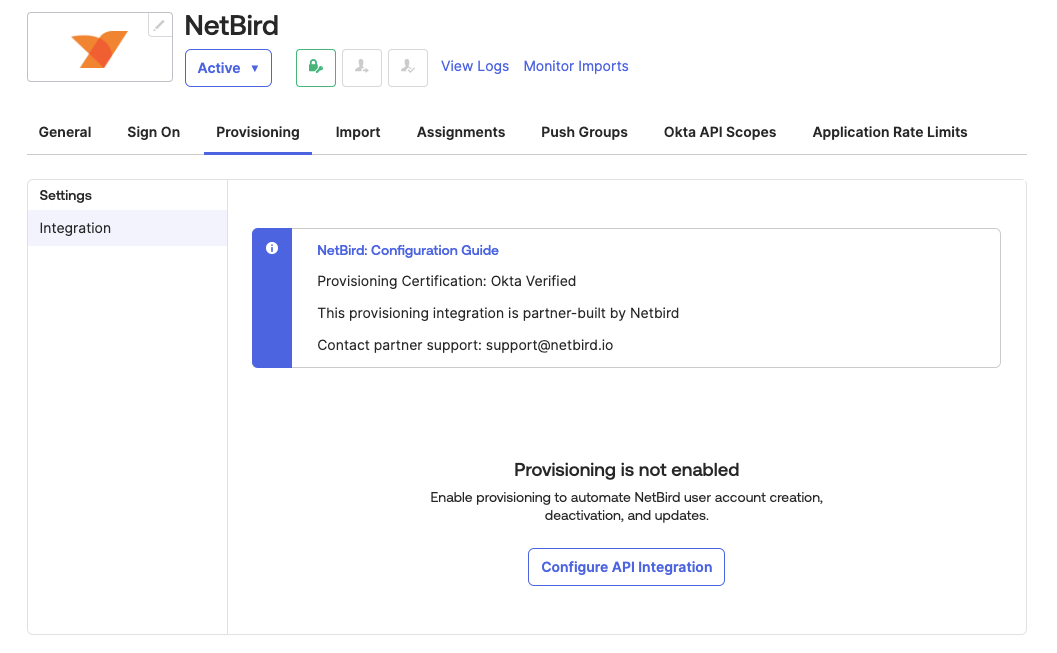 NetBird
Active
View Logs
Monitor Imports
General
Sign On
Provisioning
Import
Assignments
Push Groups
Okta API Scopes
Application Rate Limits
Settings
Integration
NetBird: Configuration Guide
Provisioning Certification: Okta Verified
This provisioning integration is partner-built by Netbird
Contact partner support: support@netbird.io
Provisioning is not enabled
Enable provisioning to automate NetBird user account creation,
deactivation, and updates.
Configure API Integration